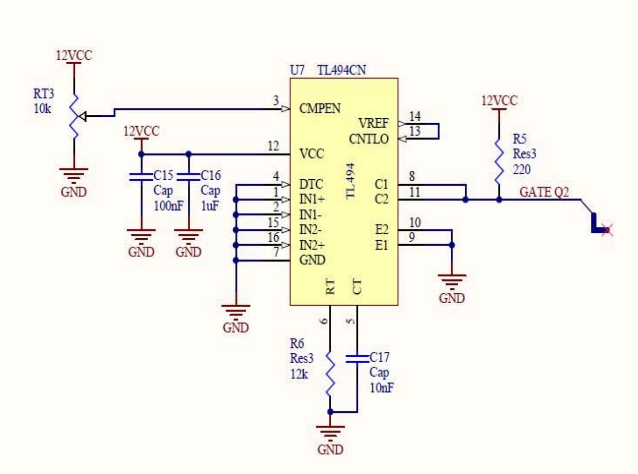 U7 TL494CN
12VCC
RT3
10k
GND
12VCC
C15
Cap
100nF
GND
C16
Cap
1uF
GND
3 CMPEN
12 VCC
4 DTC
1 IN1+
2 IN1-
15 IN2-
16 IN2+
7 GND
GND
TL494
VREF 14
CNTLO 13
C1 8
C2 11
E2 10
E1 9
GND
12VCC
R5
Res3
220
GATE Q2
RT
CT
6
5
R6
Res3
12k
C17
Cap
10nF
GND